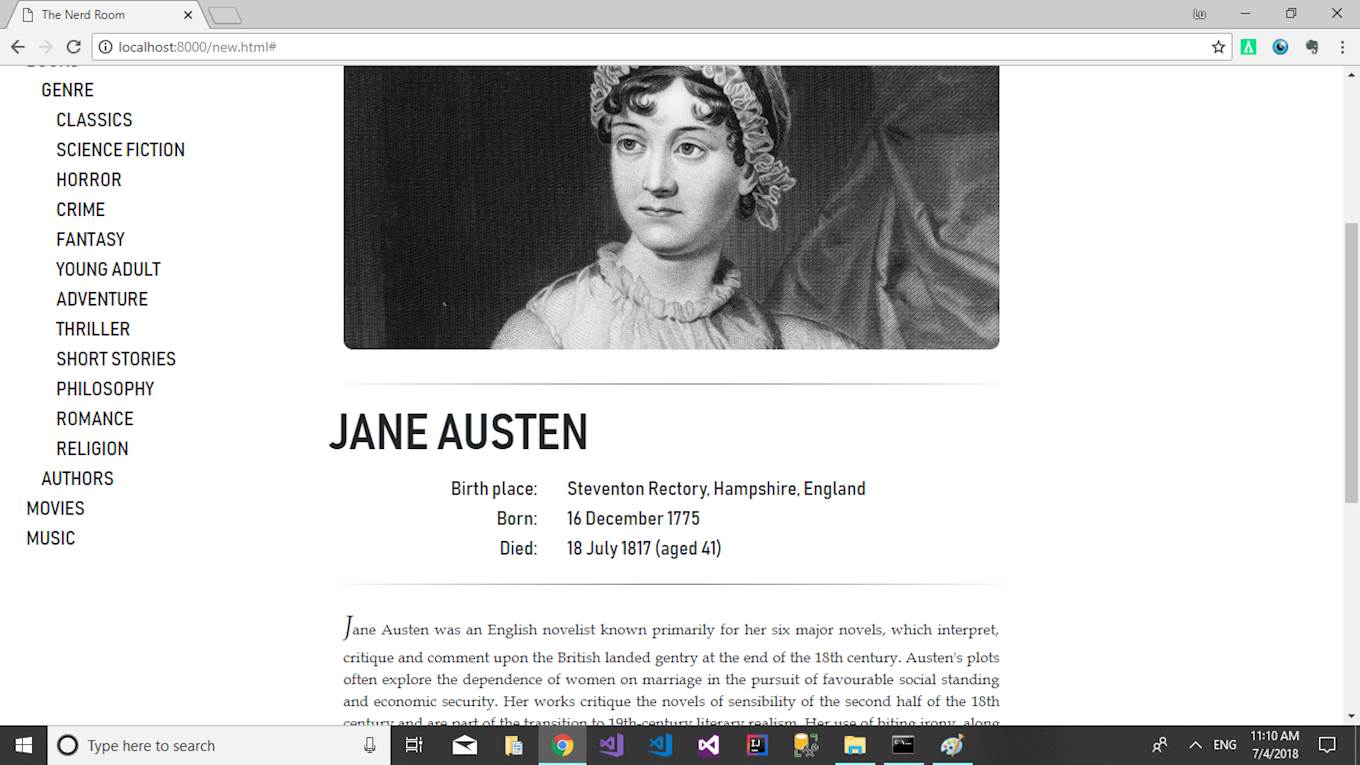 The Nerd Room
Lu
localhost:8000/new.html#
BOOKS
GENRE
CLASSICS
SCIENCE FICTION
HORROR
CRIME
FANTASY
YOUNG ADULT
ADVENTURE
THRILLER
SHORT STORIES
PHILOSOPHY
ROMANCE
RELIGION
AUTHORS
MOVIES
MUSIC
JANE AUSTEN
Birth place: Steventon Rectory, Hampshire, England
Born: 16 December 1775
Died: 18 July 1817 (aged 41)
Jane Austen was an English novelist known primarily for her six major novels, which interpret,
critique and comment upon the British landed gentry at the end of the 18th century. Austen's plots
often explore the dependence of women on marriage in the pursuit of favourable social standing
and economic security. Her works critique the novels of sensibility of the second half of the 18th
century and are part of the transition to 19th-century literary realism. Her use of biting irony, along
Type here to search
ENG
11:10 AM
7/4/2018